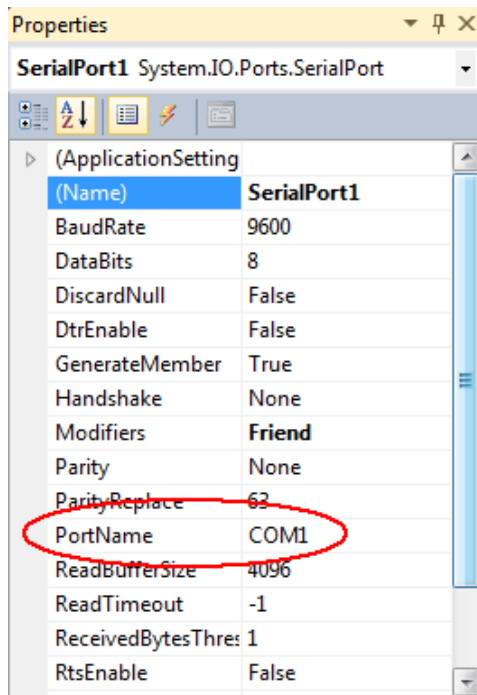 Properties
SerialPort1 System.IO.Ports.SerialPort
(ApplicationSetting
(Name) SerialPort1
BaudRate 9600
DataBits 8
DiscardNull False
DtrEnable False
GenerateMember True
Handshake None
Modifiers Friend
Parity None
ParityReplace 63
PortName COM1
ReadBufferSize 4096
ReadTimeout -1
ReceivedBytesThres 1
RtsEnable False